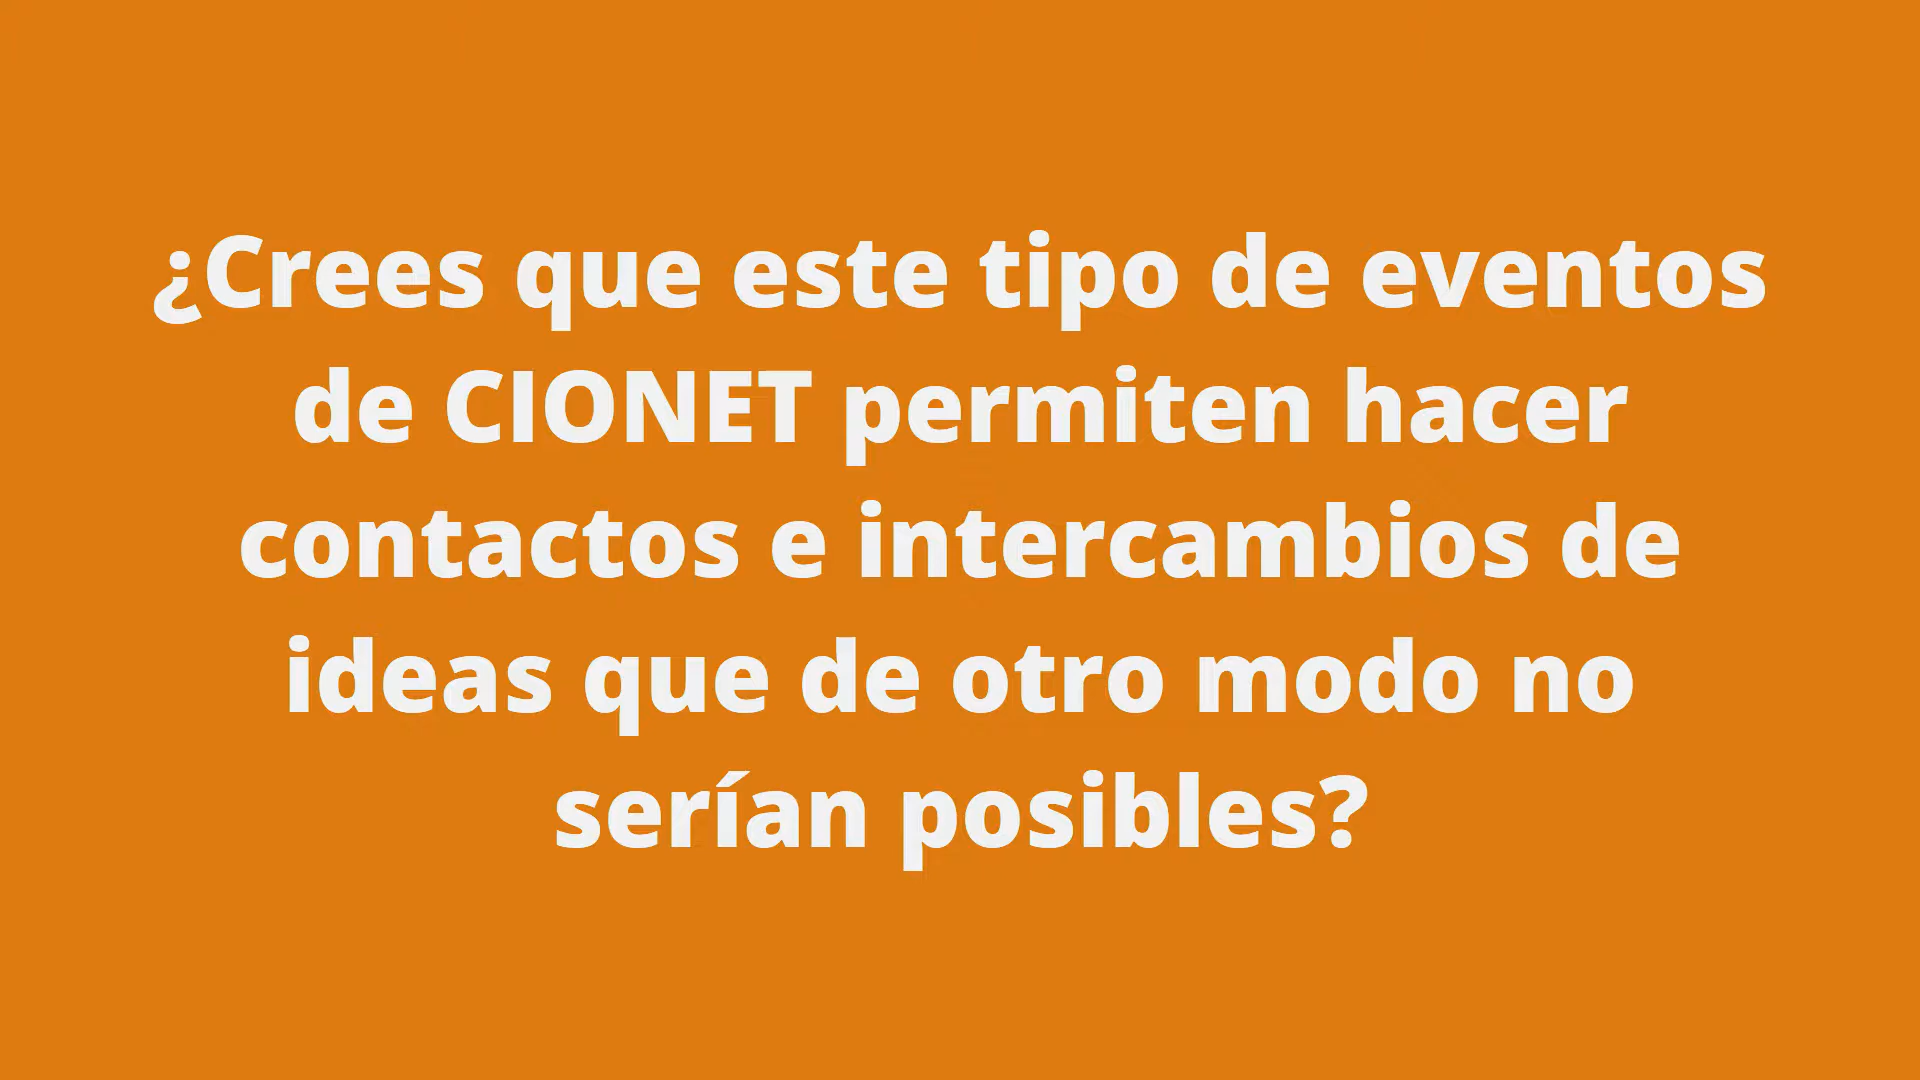 ¿Crees que este tipo de eventos
de CIONET permiten hacer
contactos e intercambios de
ideas que de otro modo no
serían posibles?